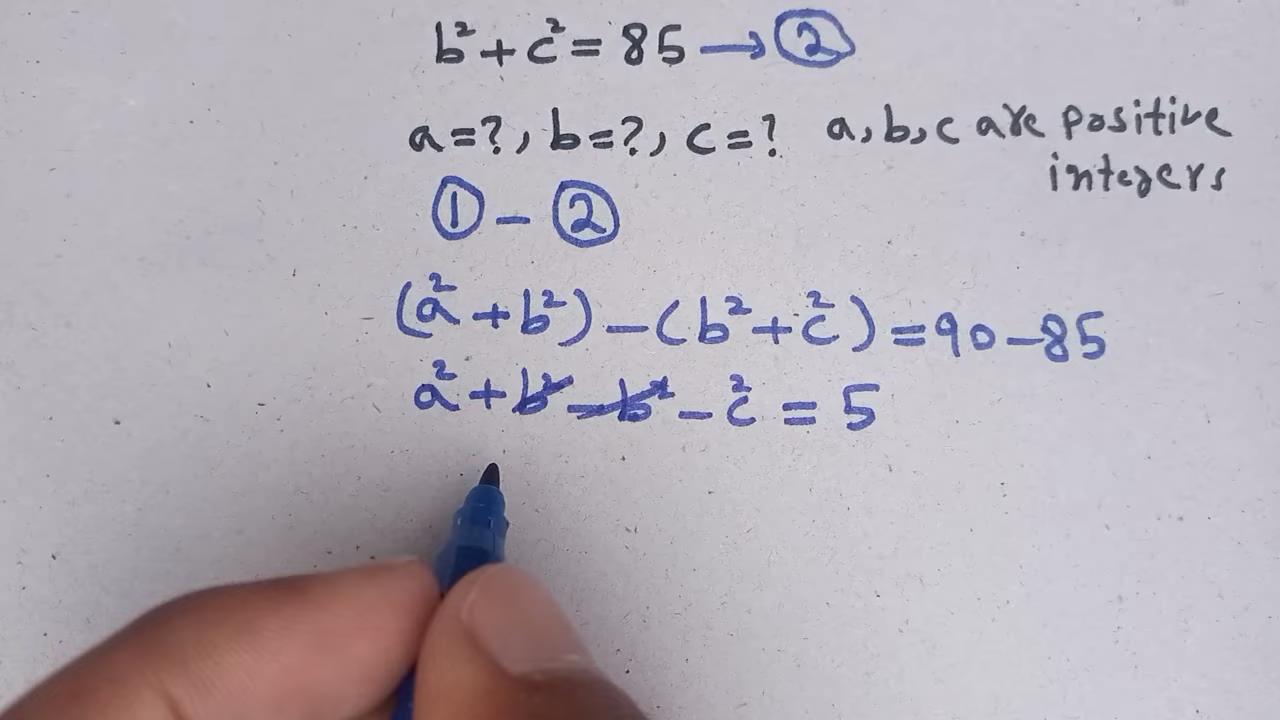 b² + c² = 85 → ②
a = ?, b = ?, c = ? a, b, c are positive
integers
① - ②
(a² + b²) - (b² + c²) = 90 - 85
a² + b² - b² - c² = 5